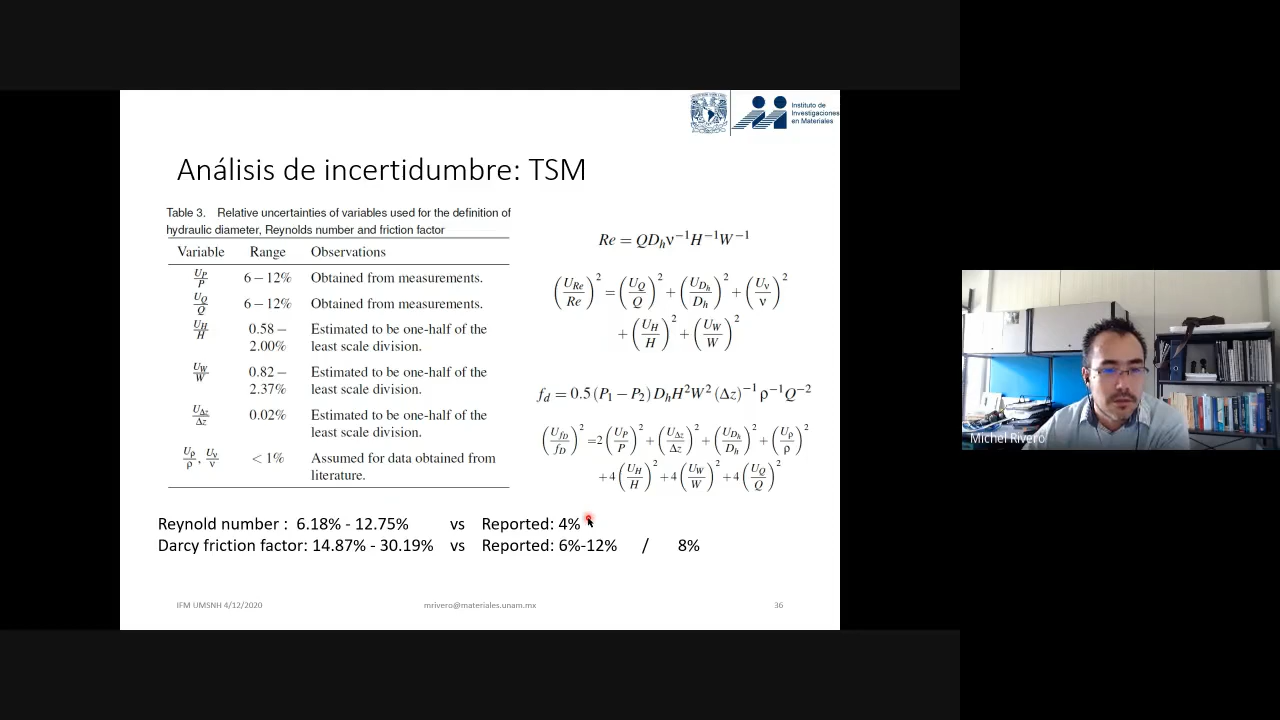 Instituto de
Investigaciones
en Materiales
Análisis de incertidumbre: TSM
Table 3. Relative uncertainties of variables used for the definition of
hydraulic diameter, Reynolds number and friction factor
Variable Range Observations
U_P/P 6 − 12% Obtained from measurements.
U_Q/Q 6 − 12% Obtained from measurements.
U_H/H 0.58 − Estimated to be one-half of the
2.00% least scale division.
U_W/W 0.82 − Estimated to be one-half of the
2.37% least scale division.
U_Δz/Δz 0.02% Estimated to be one-half of the
least scale division.
U_ρ/ρ, U_ν/ν < 1% Assumed for data obtained from
literature.
Re = QD_hν⁻¹H⁻¹W⁻¹
(U_Re/Re)² = (U_Q/Q)² + (U_D_h/D_h)² + (U_ν/ν)²
+ (U_H/H)² + (U_W/W)²
f_d = 0.5 (P₁ − P₂) D_hH²W² (Δz)⁻¹ ρ⁻¹Q⁻²
(U_f_D/f_D)² =2(U_P/P)² + (U_Δz/Δz)² + (U_D_h/D_h)² + (U_ρ/ρ)²
+4(U_H/H)² +4(U_W/W)² +4(U_Q/Q)²
Reynold number : 6.18% - 12.75% vs Reported: 4%
Darcy friction factor: 14.87% - 30.19% vs Reported: 6%-12% / 8%
IFM UMSNH 4/12/2020 mrivero@materiales.unam.mx 36
Michel Rivero